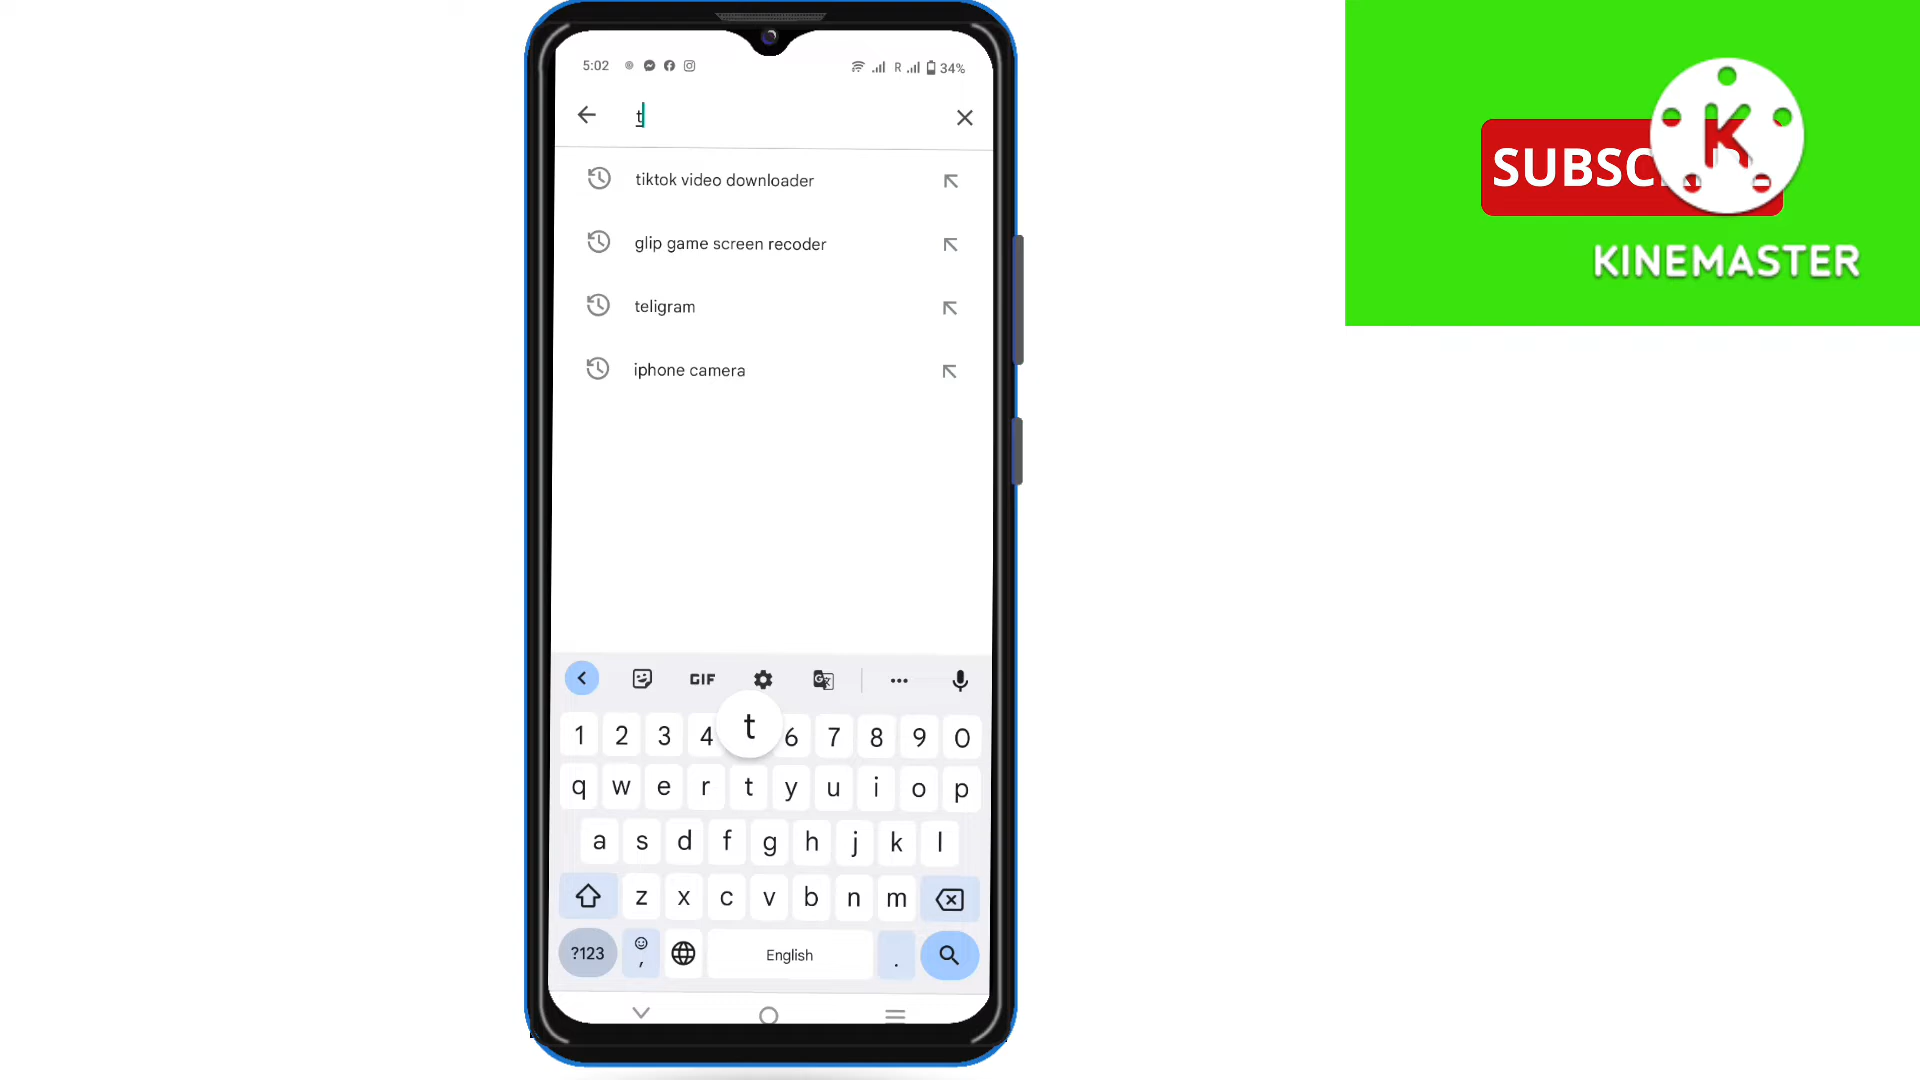 5:02
R
34%
t
tiktok video downloader
glip game screen recoder
teligram
iphone camera
GIF
1 2 3 4 t 6 7 8 9 0
q w e r t y u i o p
a s d f g h j k l
z x c v b n m
?123 , English .
SUBSC
K
KINEMASTER